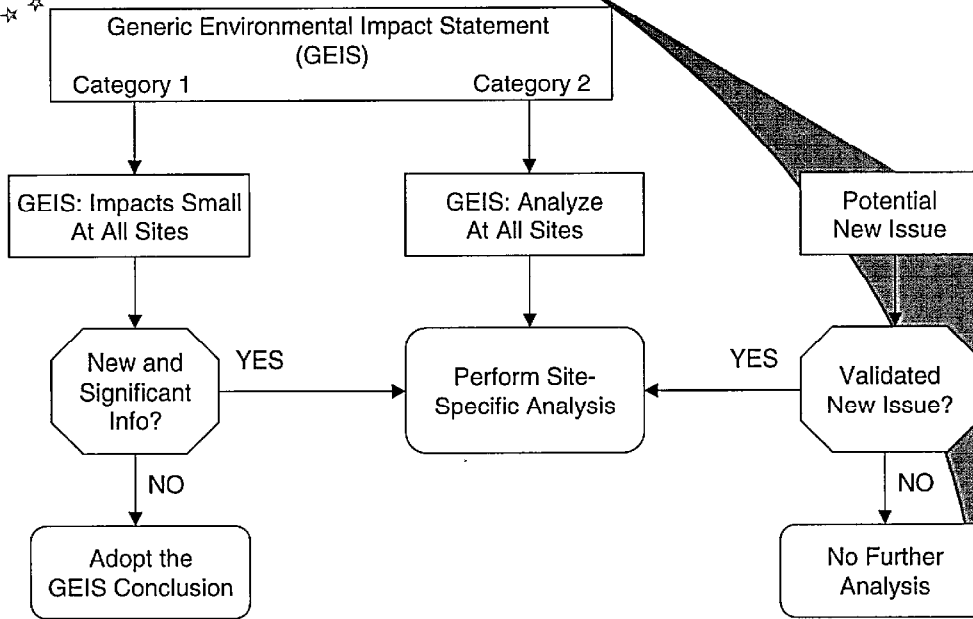 Generic Environmental Impact Statement
(GEIS)
Category 1
Category 2
GEIS: Impacts Small
At All Sites
GEIS: Analyze
At All Sites
Potential
New Issue
New and
Significant
Info?
YES
Perform Site-
Specific Analysis
YES
Validated
New Issue?
NO
NO
Adopt the
GEIS Conclusion
No Further
Analysis